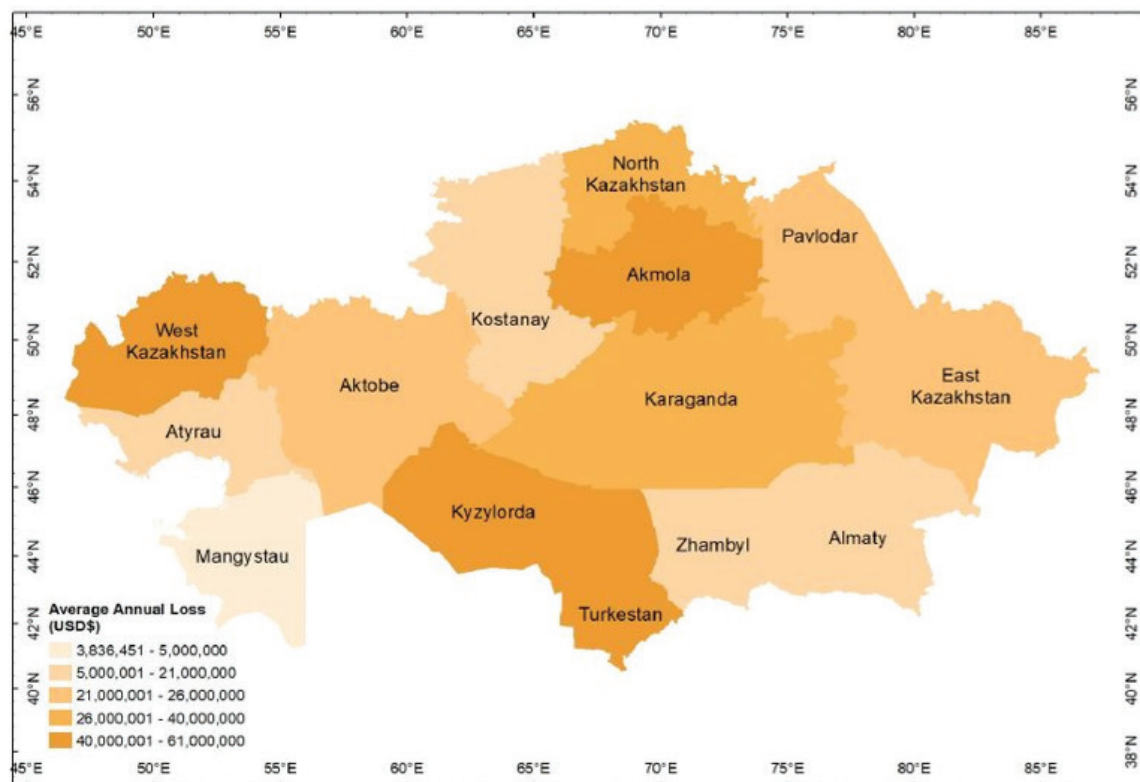 45°E 50°E 55°E 60°E 65°E 70°E 75°E 80°E 85°E
56°N 56°N
54°N 54°N
52°N 52°N
50°N 50°N
48°N 48°N
46°N 46°N
44°N 44°N
42°N 42°N
40°N 40°N
38°N
North
Kazakhstan
Pavlodar
Akmola
Kostanay
West
Kazakhstan
Aktobe
Karaganda
East
Kazakhstan
Atyrau
Kyzylorda
Zhambyl
Almaty
Mangystau
Turkestan
Average Annual Loss
(USD$)
3,836,451 - 5,000,000
5,000,001 - 21,000,000
21,000,001 - 26,000,000
26,000,001 - 40,000,000
40,000,001 - 61,000,000
50°E 55°E 60°E 65°E 70°E 75°E 80°E 85°E